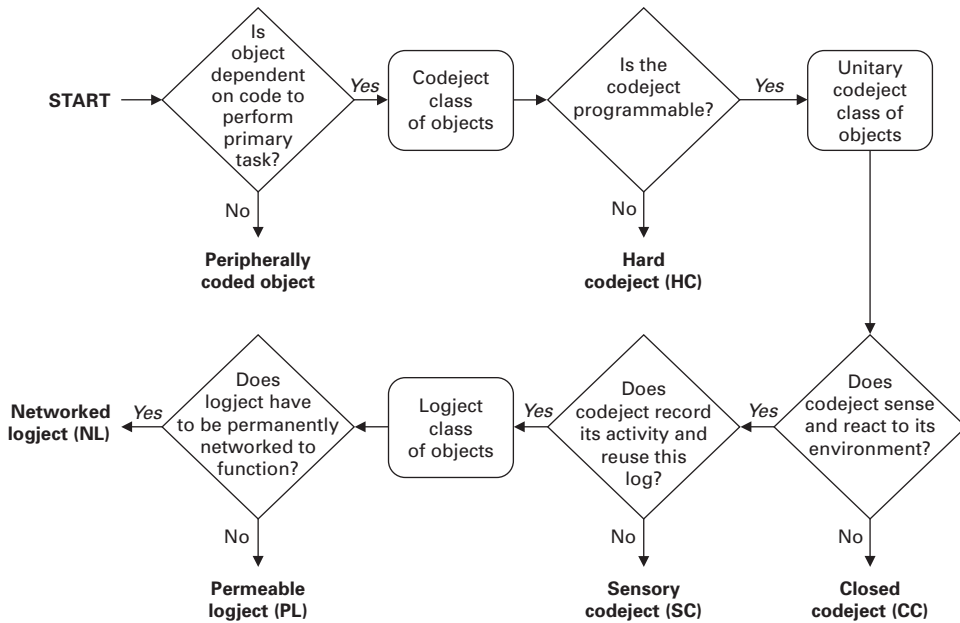 START
Is
object
dependent
on code to
perform
primary
task?
Yes
Codeject
class
of objects
Is the
codeject
programmable?
Yes
Unitary
codeject
class of
objects
No
Peripherally
coded object
No
Hard
codeject (HC)
Does
codeject sense
and react to its
environment?
Yes
Does
codeject record
its activity and
reuse this
log?
Yes
Logject
class
of objects
Does
logject have
to be permanently
networked to
function?
Yes
Networked
logject (NL)
No
Permeable
logject (PL)
No
Sensory
codeject (SC)
No
Closed
codeject (CC)